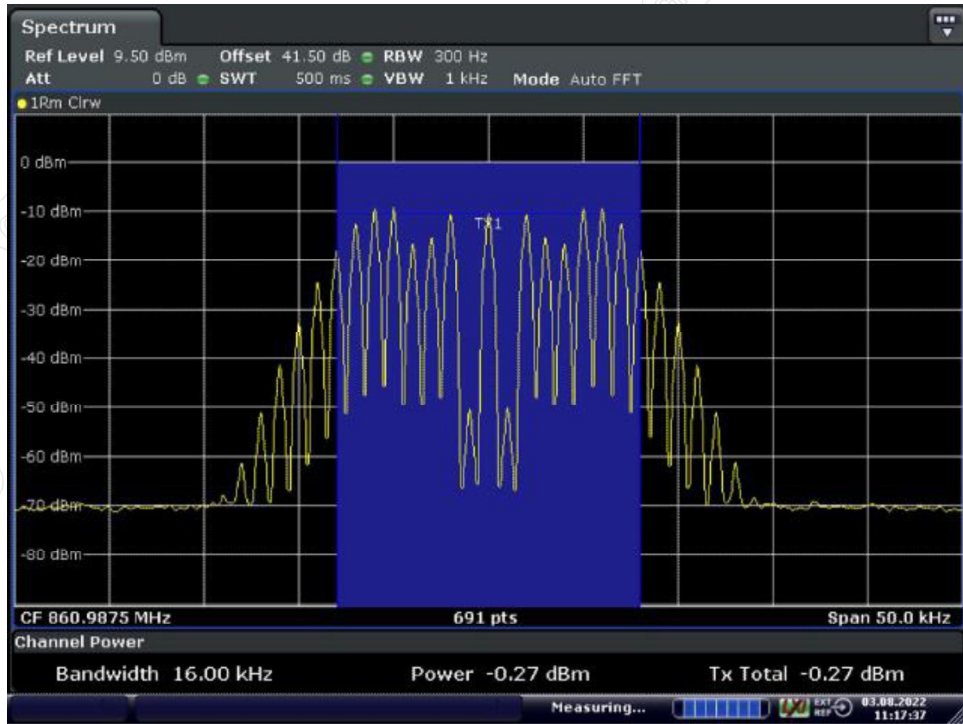 Spectrum
Ref Level 9.50 dBm Offset 41.50 dB RBW 300 Hz
Att 0 dB SWT 500 ms VBW 1 kHz Mode Auto FFT
1Rm Clrw
0 dBm
-10 dBm
TX1
-20 dBm
-30 dBm
-40 dBm
-50 dBm
-60 dBm
-70 dBm
-80 dBm
CF 860.9875 MHz 691 pts Span 50.0 kHz
Channel Power
Bandwidth 16.00 kHz Power -0.27 dBm Tx Total -0.27 dBm
Measuring... LXI EXT REF 03.08.2022
11:17:37